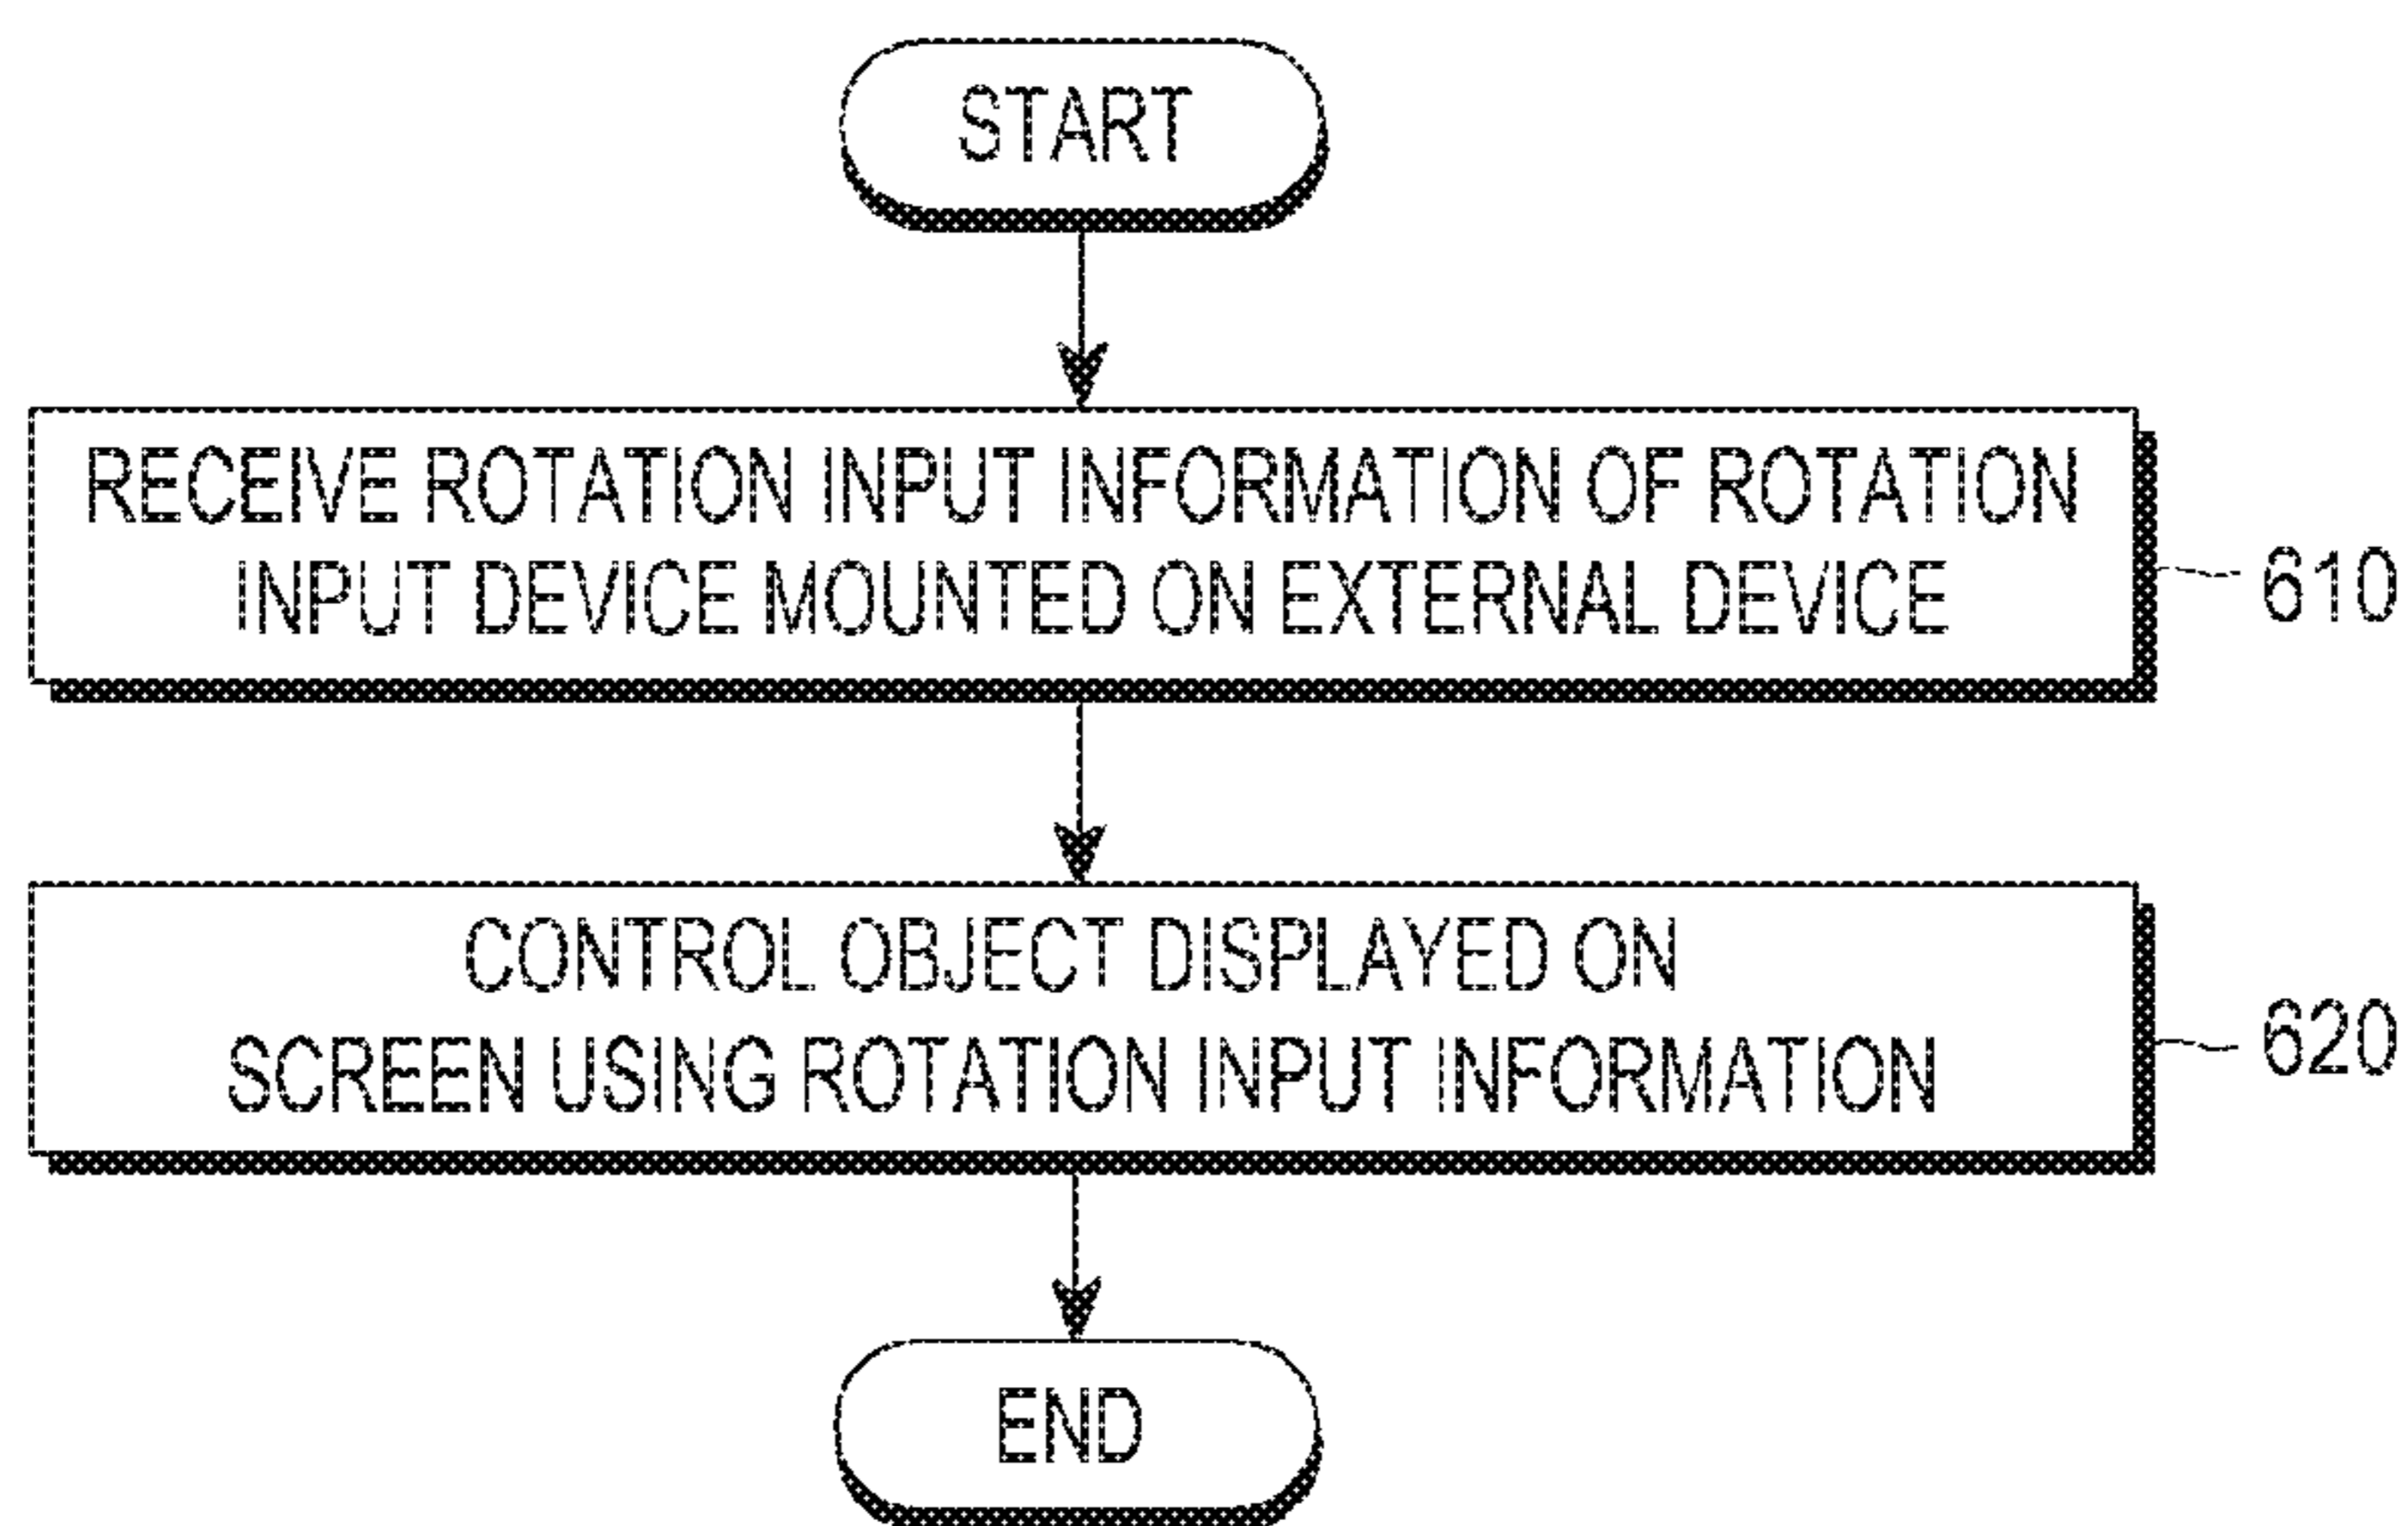 START
RECEIVE ROTATION INPUT INFORMATION OF ROTATION
INPUT DEVICE MOUNTED ON EXTERNAL DEVICE
610
CONTROL OBJECT DISPLAYED ON
SCREEN USING ROTATION INPUT INFORMATION
620
END